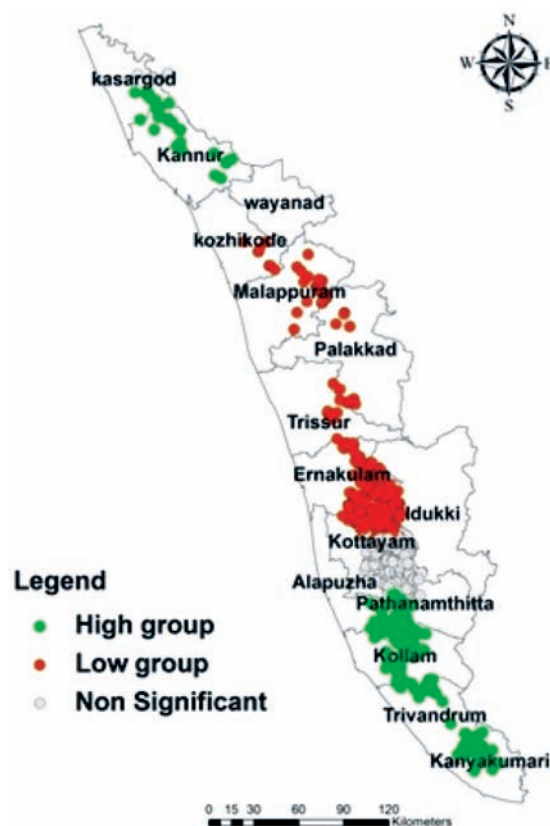 N
W E
S
kasargod
Kannur
wayanad
kozhikode
Malappuram
Palakkad
Trissur
Ernakulam
Idukki
Kottayam
Alapuzha
Pathanamthitta
Kollam
Trivandrum
Kanyakumari
Legend
High group
Low group
Non Significant
0 15 30 60 90 120
Kilometers